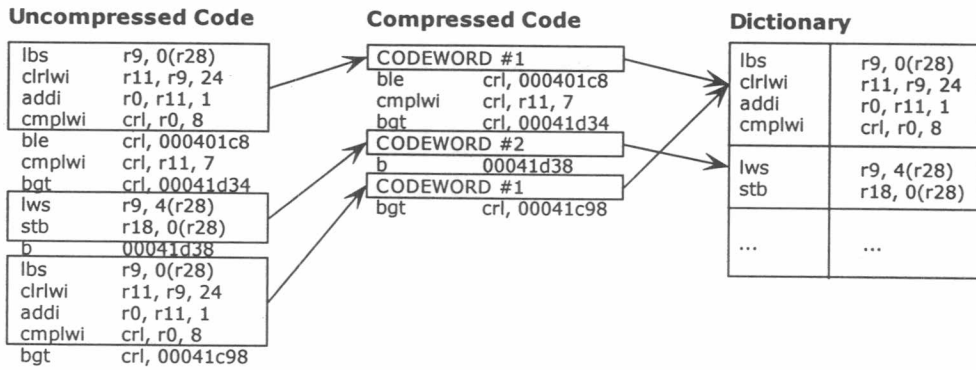 Uncompressed Code
lbs r9, 0(r28)
clrlwi r11, r9, 24
addi r0, r11, 1
cmplwi crl, r0, 8
ble crl, 000401c8
cmplwi crl, r11, 7
bgt crl, 00041d34
lws r9, 4(r28)
stb r18, 0(r28)
b 00041d38
lbs r9, 0(r28)
clrlwi r11, r9, 24
addi r0, r11, 1
cmplwi crl, r0, 8
bgt crl, 00041c98
Compressed Code
CODEWORD #1
ble crl, 000401c8
cmplwi crl, r11, 7
bgt crl, 00041d34
CODEWORD #2
b 00041d38
CODEWORD #1
bgt crl, 00041c98
Dictionary
lbs r9, 0(r28)
clrlwi r11, r9, 24
addi r0, r11, 1
cmplwi crl, r0, 8
lws r9, 4(r28)
stb r18, 0(r28)
... ...